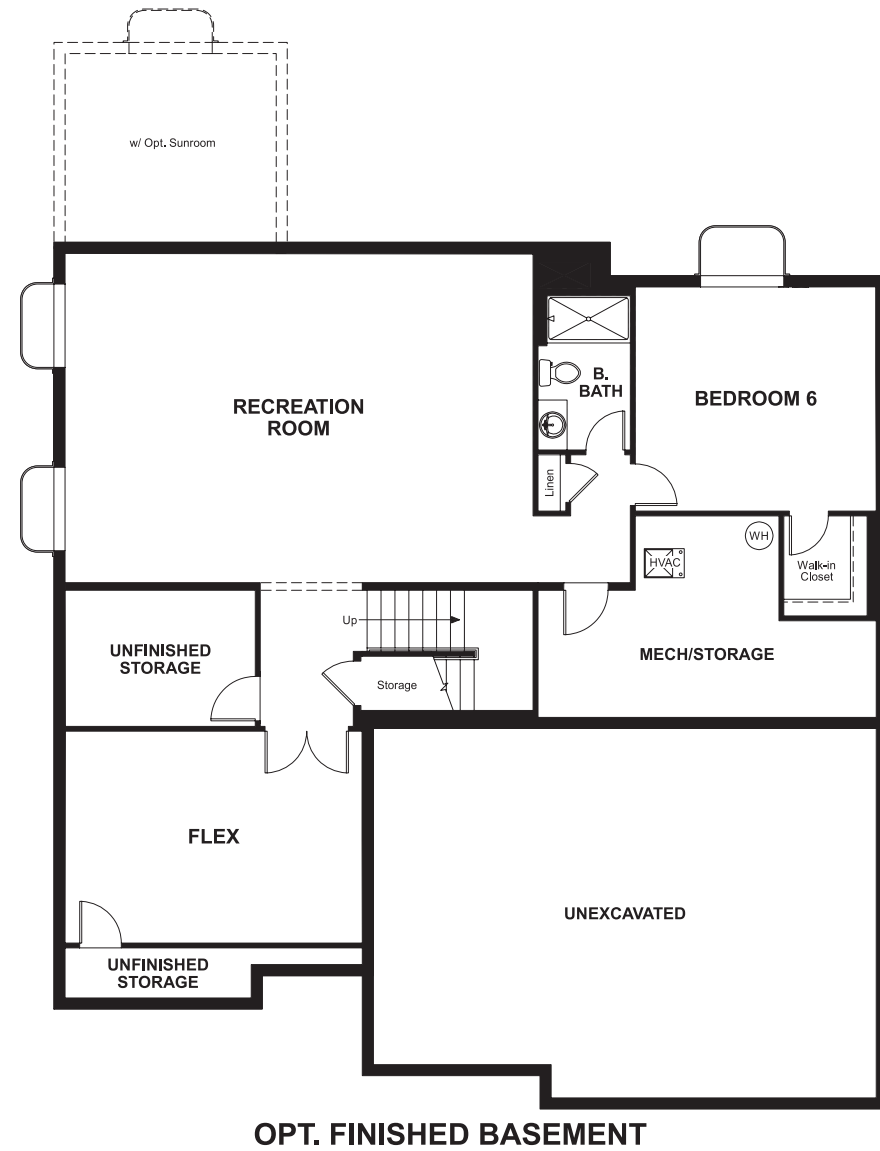 w/ Opt. Sunroom
RECREATION
ROOM
B.
BATH
BEDROOM 6
Linen
WH
HVAC
Walk-in
Closet
Up
UNFINISHED
STORAGE
MECH/STORAGE
Storage
FLEX
UNEXCAVATED
UNFINISHED
STORAGE
OPT. FINISHED BASEMENT